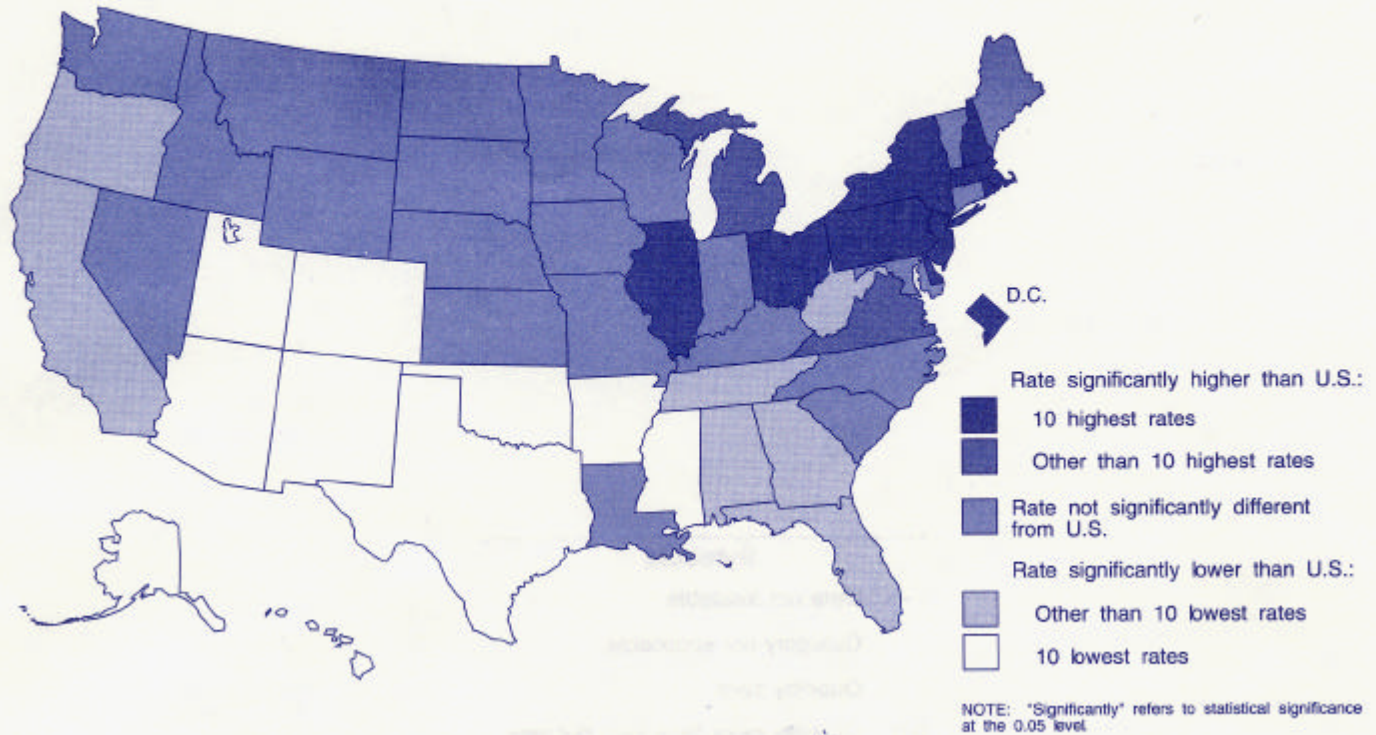 D.C.
Rate significantly higher than U.S.:
10 highest rates
Other than 10 highest rates
Rate not significantly different
from U.S.
Rate significantly lower than U.S.:
Other than 10 lowest rates
10 lowest rates
NOTE: "Significantly" refers to statistical significance
at the 0.05 level